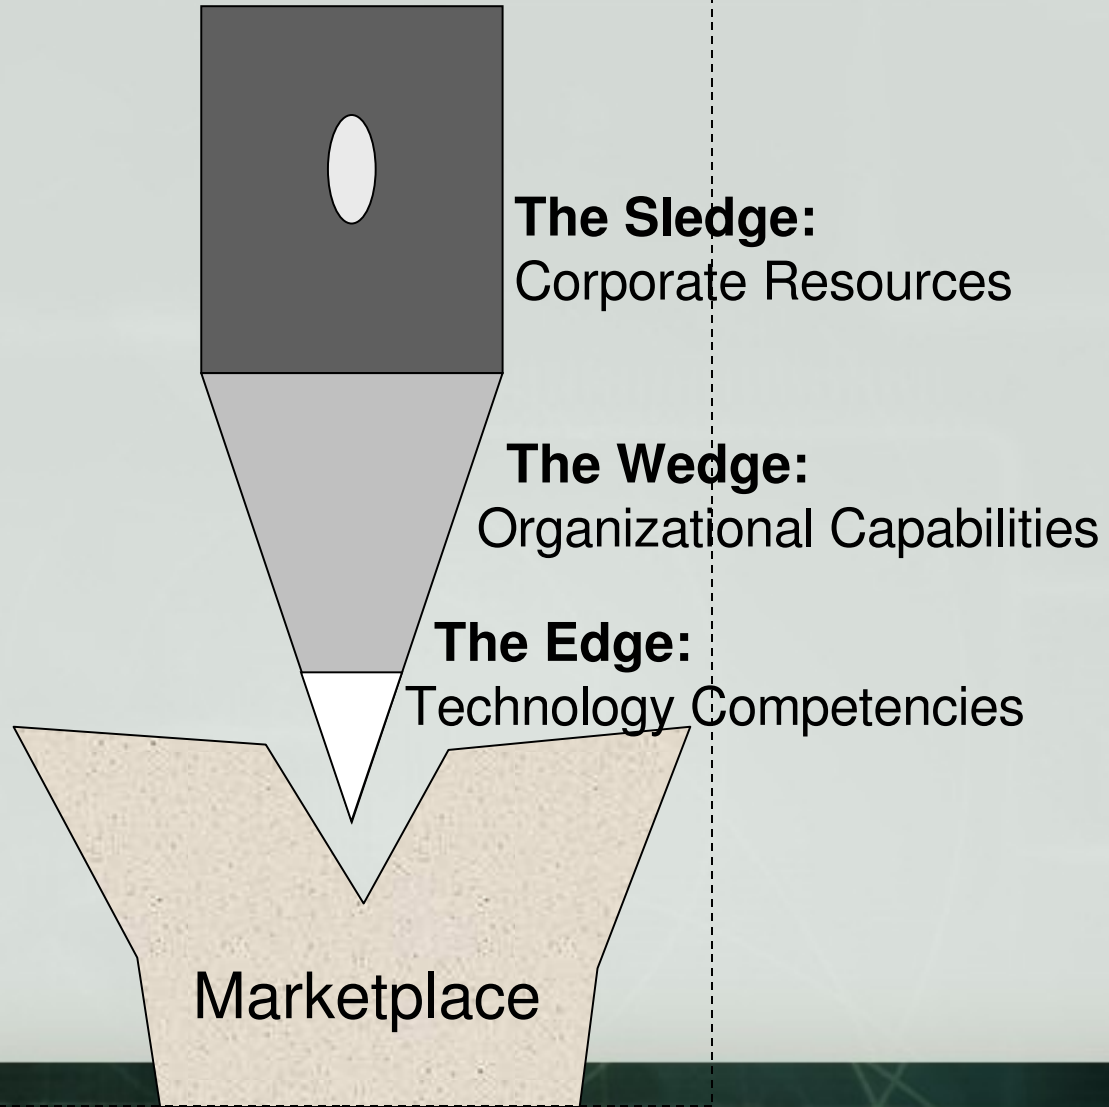 The Sledge:
Corporate Resources
The Wedge:
Organizational Capabilities
The Edge:
Technology Competencies
Marketplace